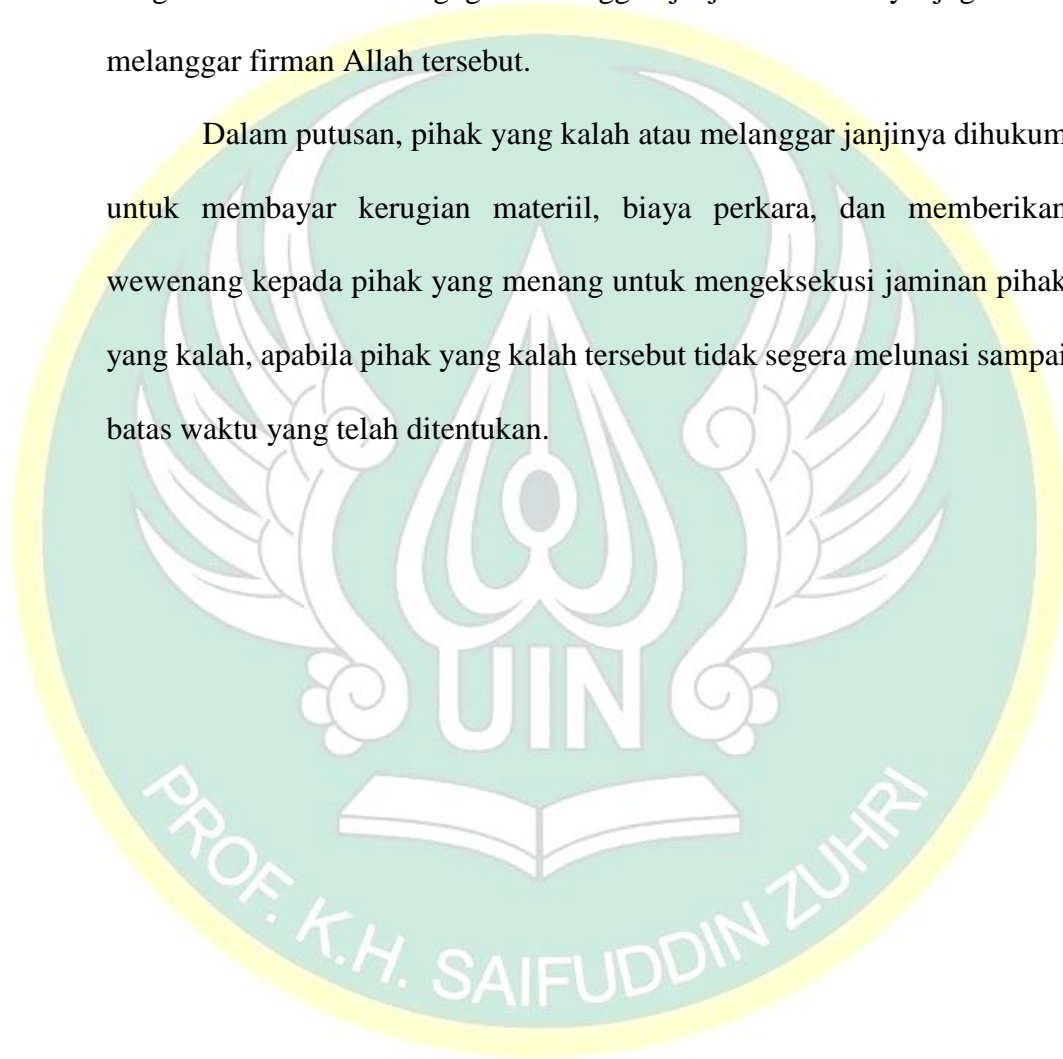 melanggar firman Allah tersebut.
Dalam putusan, pihak yang kalah atau melanggar janjinya dihukum
untuk membayar kerugian materiil, biaya perkara, dan memberikan
wewenang kepada pihak yang menang untuk mengeksekusi jaminan pihak
yang kalah, apabila pihak yang kalah tersebut tidak segera melunasi sampai
batas waktu yang telah ditentukan.
UIN
PROF. K.H. SAIFUDDIN ZUHRI